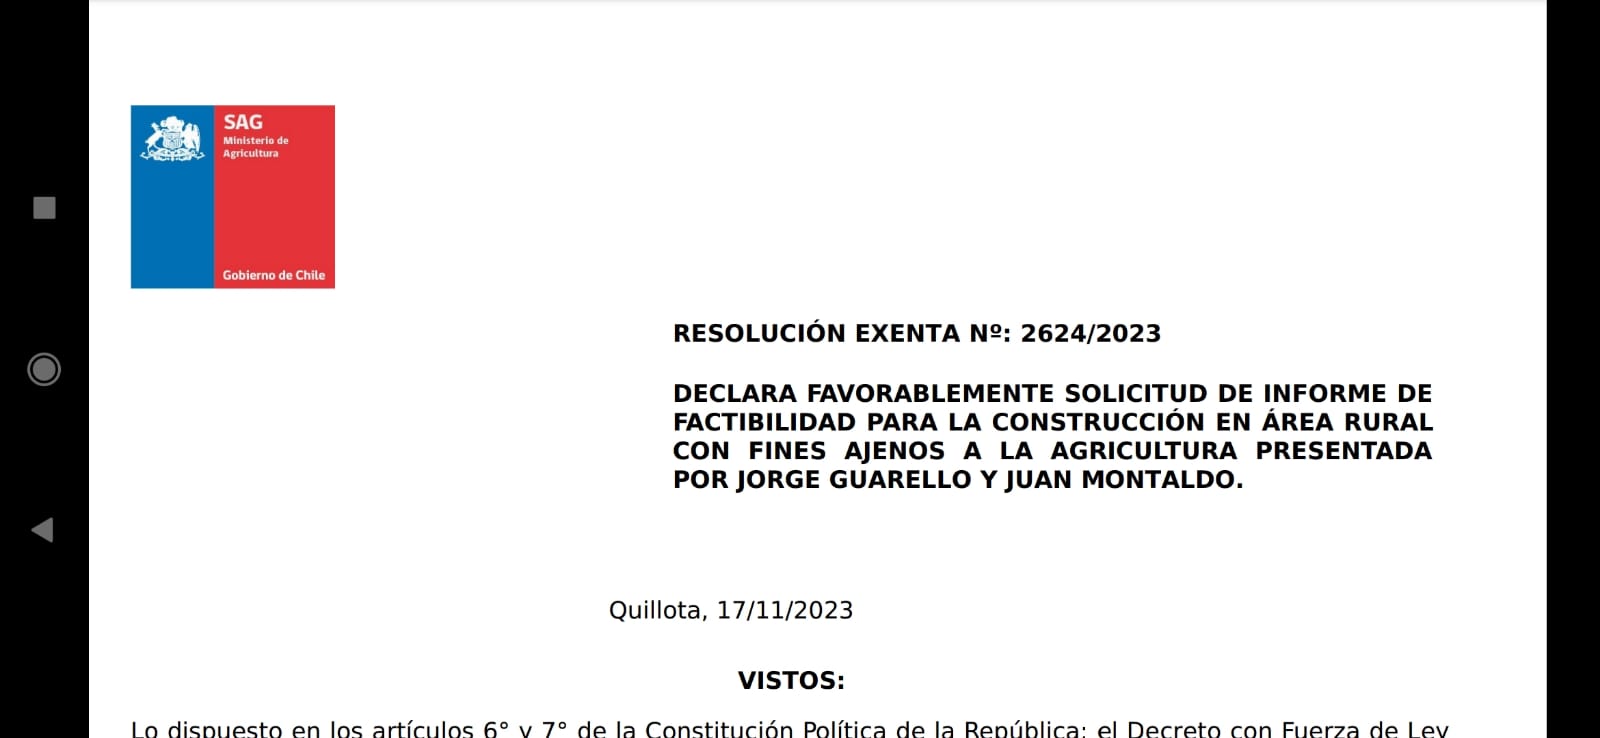 SAG
Ministerio de
Agricultura
Gobierno de Chile
RESOLUCIÓN EXENTA Nº: 2624/2023
DECLARA FAVORABLEMENTE SOLICITUD DE INFORME DE
FACTIBILIDAD PARA LA CONSTRUCCIÓN EN ÁREA RURAL
CON FINES AJENOS A LA AGRICULTURA PRESENTADA
POR JORGE GUARELLO Y JUAN MONTALDO.
Quillota, 17/11/2023
VISTOS:
Lo dispuesto en los artículos 6° y 7° de la Constitución Política de la República; el Decreto con Fuerza de Ley